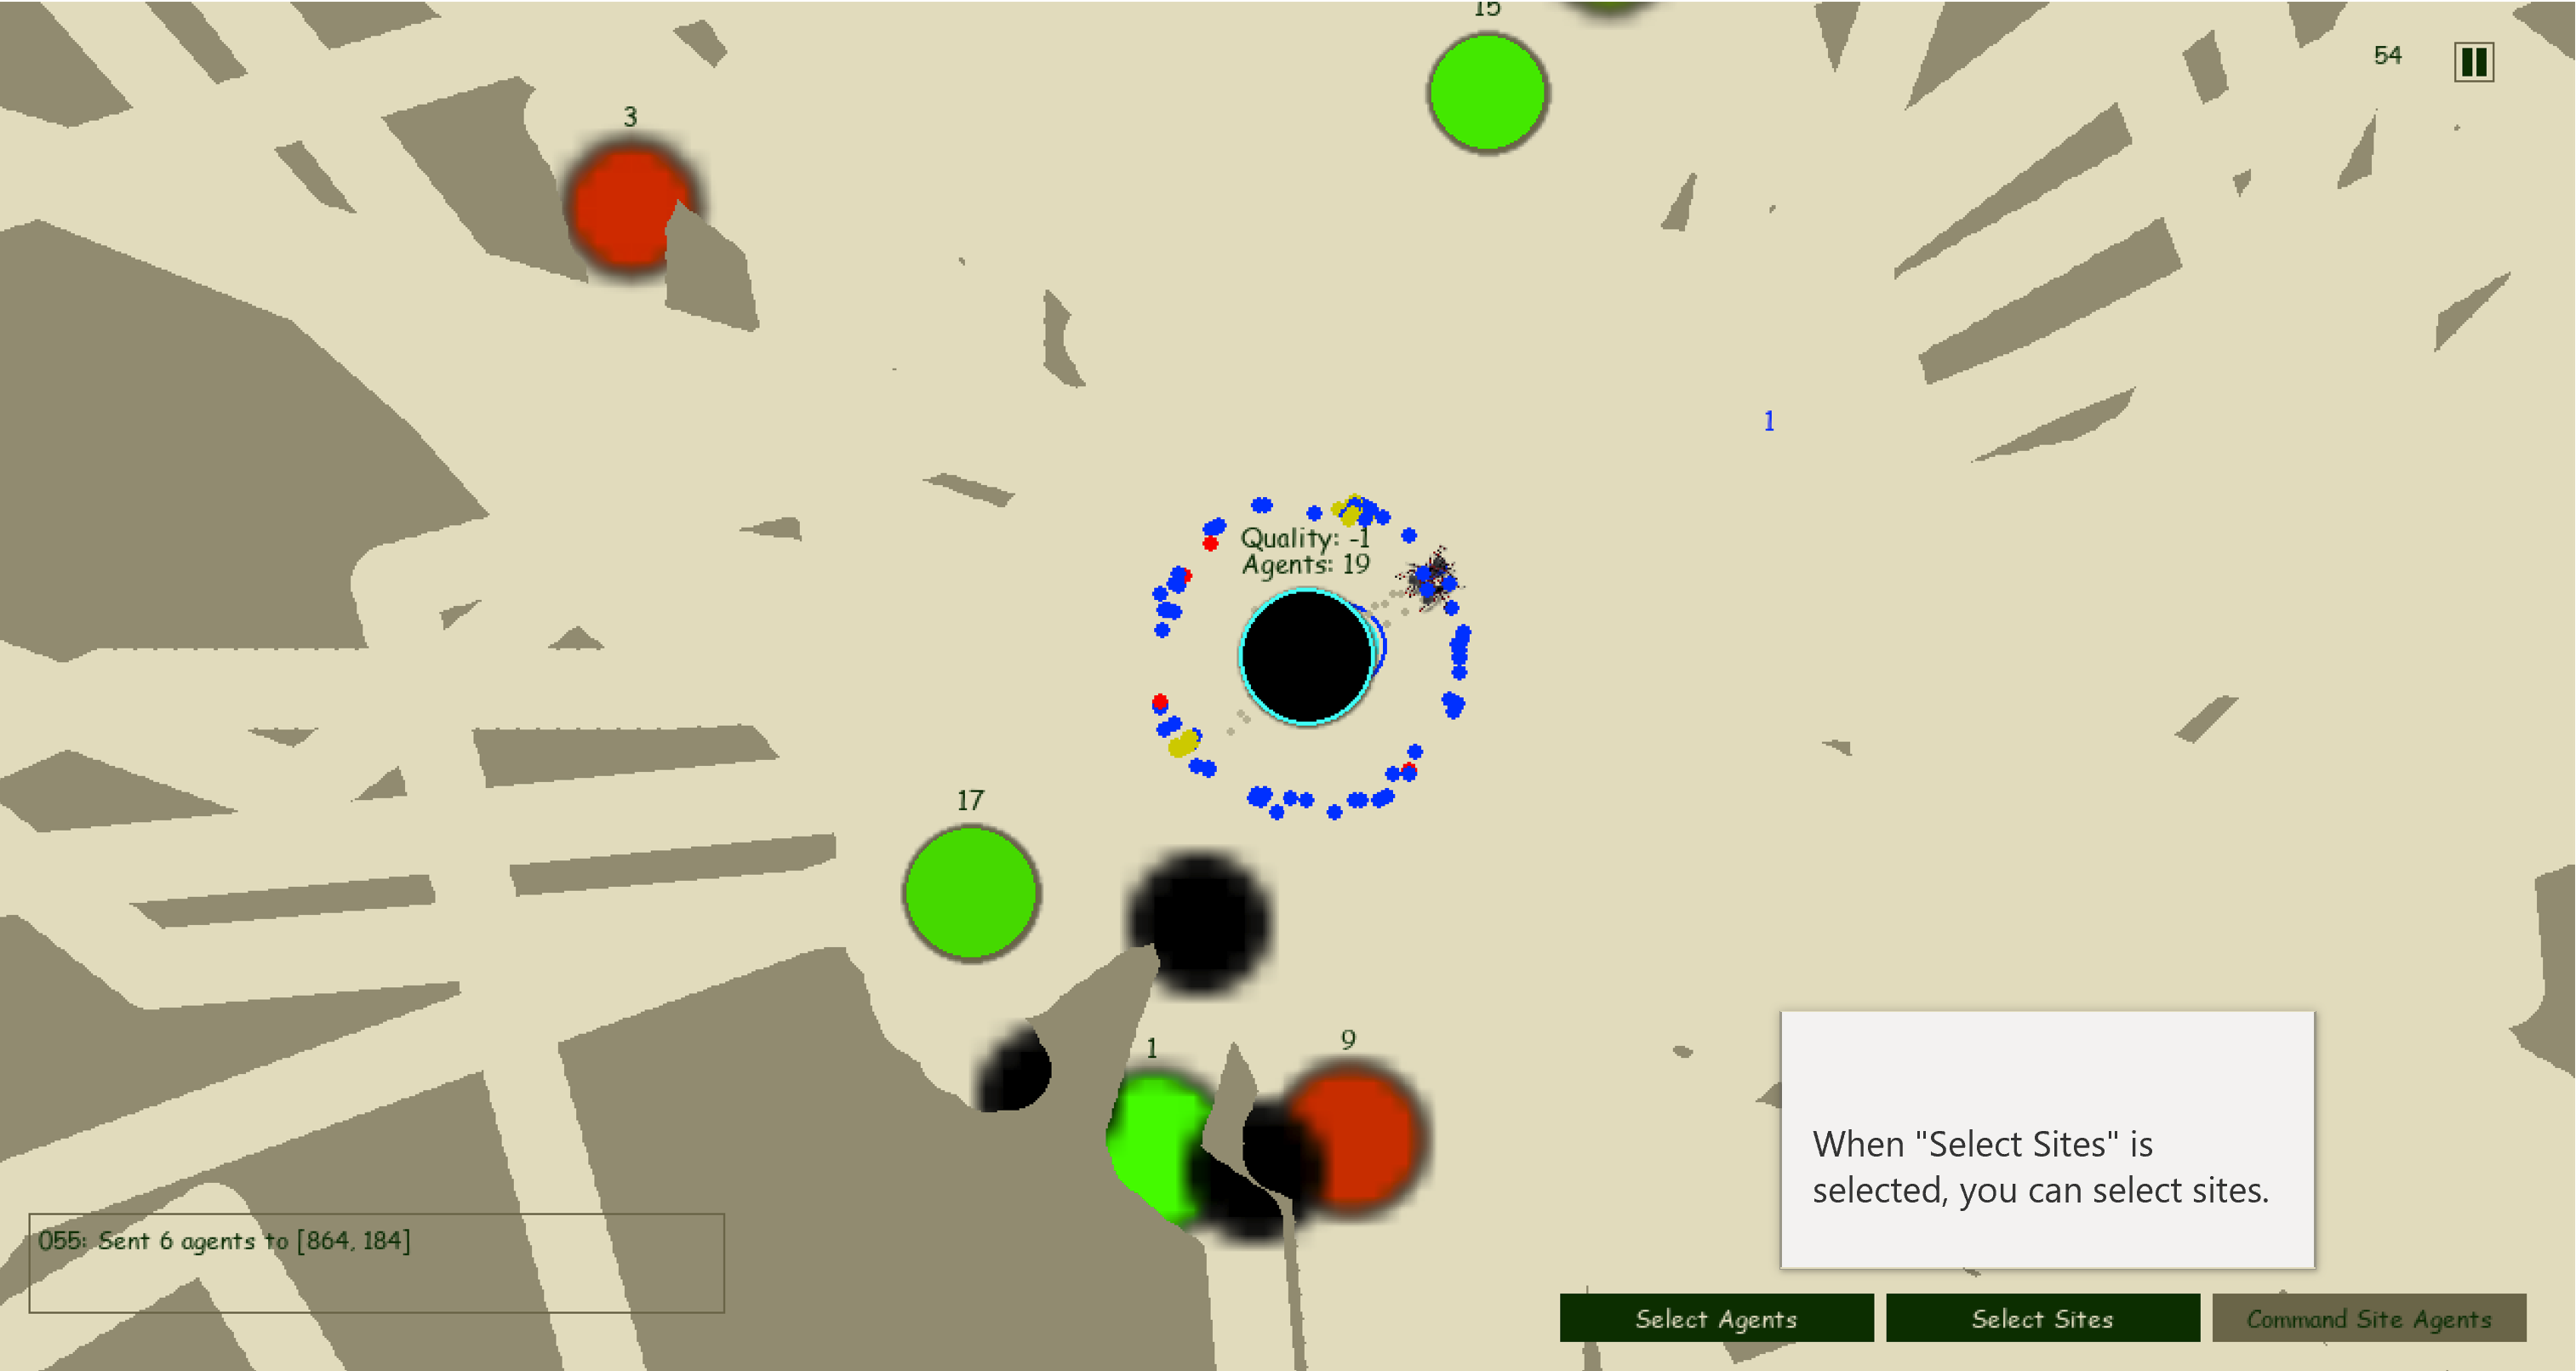 15
54
3
1
Quality: -1
Agents: 19
17
1
9
When "Select Sites" is
selected, you can select sites.
055: Sent 6 agents to [864, 184]
Select Agents
Select Sites
Command Site Agents